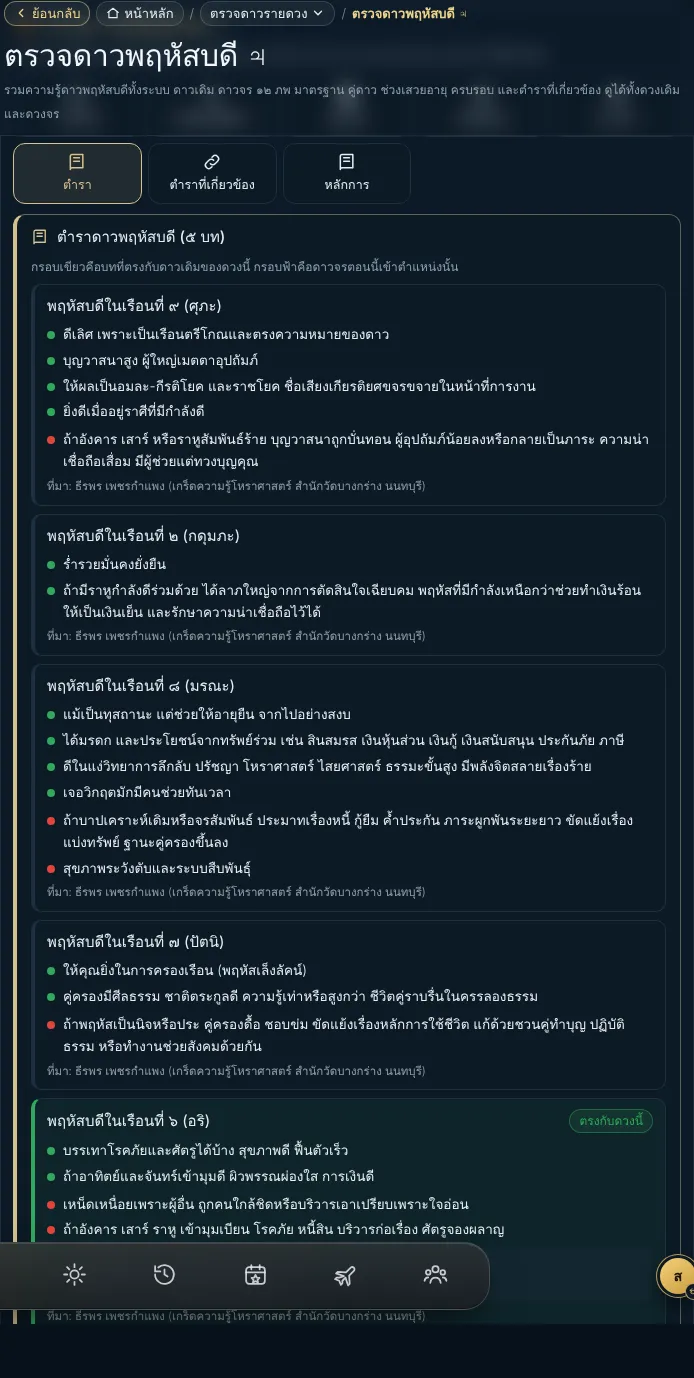 ย้อนกลับ หน้าหลัก / ตรวจดาวรายดวง / ตรวจดาวพฤหัสบดี ♃
ตรวจดาวพฤหัสบดี ♃
รวมความรู้ดาวพฤหัสบดีทั้งระบบ ดาวเดิม ดาวจร ๑๒ ภพ มาตรฐาน คู่ดาว ช่วงเสวยอายุ ครบรอบ และตำราที่เกี่ยวข้อง ดูได้ทั้งดวงเดิม
และดวงจร
ตำรา ตำราที่เกี่ยวข้อง หลักการ
ตำราดาวพฤหัสบดี (๕ บท)
กรอบเขียวคือบทที่ตรงกับดาวเดิมของดวงนี้ กรอบฟ้าคือดาวจรตอนนี้เข้าตำแหน่งนั้น
พฤหัสบดีในเรือนที่ ๙ (ศุภะ)
ดีเลิศ เพราะเป็นเรือนตรีโกณและตรงความหมายของดาว
บุญวาสนาสูง ผู้ใหญ่เมตตาอุปถัมภ์
ให้ผลเป็นอมละ-กีรติโยค และราชโยค ชื่อเสียงเกียรติยศขจรขจายในหน้าที่การงาน
ยิ่งดีเมื่ออยู่ราศีที่มีกำลังดี
ถ้าอังคาร เสาร์ หรือราหูสัมพันธ์ร้าย บุญวาสนาถูกบั่นทอน ผู้อุปถัมภ์น้อยลงหรือกลายเป็นภาระ ความน่า
เชื่อถือเสื่อม มีผู้ช่วยแต่ทวงบุญคุณ
ที่มา: ธีรพร เพชรกำแพง (เกร็ดความรู้โหราศาสตร์ สำนักวัดบางกร่าง นนทบุรี)
พฤหัสบดีในเรือนที่ ๒ (กดุมภะ)
ร่ำรวยมั่นคงยั่งยืน
ถ้ามีราหูกำลังดีร่วมด้วย ได้ลาภใหญ่จากการตัดสินใจเฉียบคม พฤหัสที่มีกำลังเหนือกว่าช่วยทำเงินร้อน
ให้เป็นเงินเย็น และรักษาความน่าเชื่อถือไว้ได้
ที่มา: ธีรพร เพชรกำแพง (เกร็ดความรู้โหราศาสตร์ สำนักวัดบางกร่าง นนทบุรี)
พฤหัสบดีในเรือนที่ ๘ (มรณะ)
แม้เป็นทุสถานะ แต่ช่วยให้อายุยืน จากไปอย่างสงบ
ได้มรดก และประโยชน์จากทรัพย์ร่วม เช่น สินสมรส เงินหุ้นส่วน เงินกู้ เงินสนับสนุน ประกันภัย ภาษี
ดีในแง่วิทยาการลึกลับ ปรัชญา โหราศาสตร์ ไสยศาสตร์ ธรรมะขั้นสูง มีพลังจิตสลายเรื่องร้าย
เจอวิกฤตมักมีคนช่วยทันเวลา
ถ้าบาปเคราะห์เดิมหรือจรสัมพันธ์ ประมาทเรื่องหนี้ กู้ยืม ค้ำประกัน ภาระผูกพันระยะยาว ขัดแย้งเรื่อง
แบ่งทรัพย์ ฐานะคู่ครองขึ้นลง
สุขภาพระวังตับและระบบสืบพันธุ์
ที่มา: ธีรพร เพชรกำแพง (เกร็ดความรู้โหราศาสตร์ สำนักวัดบางกร่าง นนทบุรี)
พฤหัสบดีในเรือนที่ ๗ (ปัตนิ)
ให้คุณยิ่งในการครองเรือน (พฤหัสเล็งลัคน์)
คู่ครองมีศีลธรรม ชาติตระกูลดี ความรู้เท่าหรือสูงกว่า ชีวิตคู่ราบรื่นในครรลองธรรม
ถ้าพฤหัสเป็นนิจหรือประ คู่ครองดื้อ ชอบข่ม ขัดแย้งเรื่องหลักการใช้ชีวิต แก้ด้วยชวนคู่ทำบุญ ปฏิบัติ
ธรรม หรือทำงานช่วยสังคมด้วยกัน
ที่มา: ธีรพร เพชรกำแพง (เกร็ดความรู้โหราศาสตร์ สำนักวัดบางกร่าง นนทบุรี)
พฤหัสบดีในเรือนที่ ๖ (อริ) ตรงกับดวงนี้
บรรเทาโรคภัยและศัตรูได้บ้าง สุขภาพดี ฟื้นตัวเร็ว
ถ้าอาทิตย์และจันทร์เข้ามุมดี ผิวพรรณผ่องใส การเงินดี
เหน็ดเหนื่อยเพราะผู้อื่น ถูกคนใกล้ชิดหรือบริวารเอาเปรียบเพราะใจอ่อน
ถ้าอังคาร เสาร์ ราหู เข้ามุมเบียน โรคภัย หนี้สิน บริวารก่อเรื่อง ศัตรูจองผลาญ
ส
ที่มา: ธีรพร เพชรกำแพง (เกร็ดความรู้โหราศาสตร์ สำนักวัดบางกร่าง นนทบุรี)